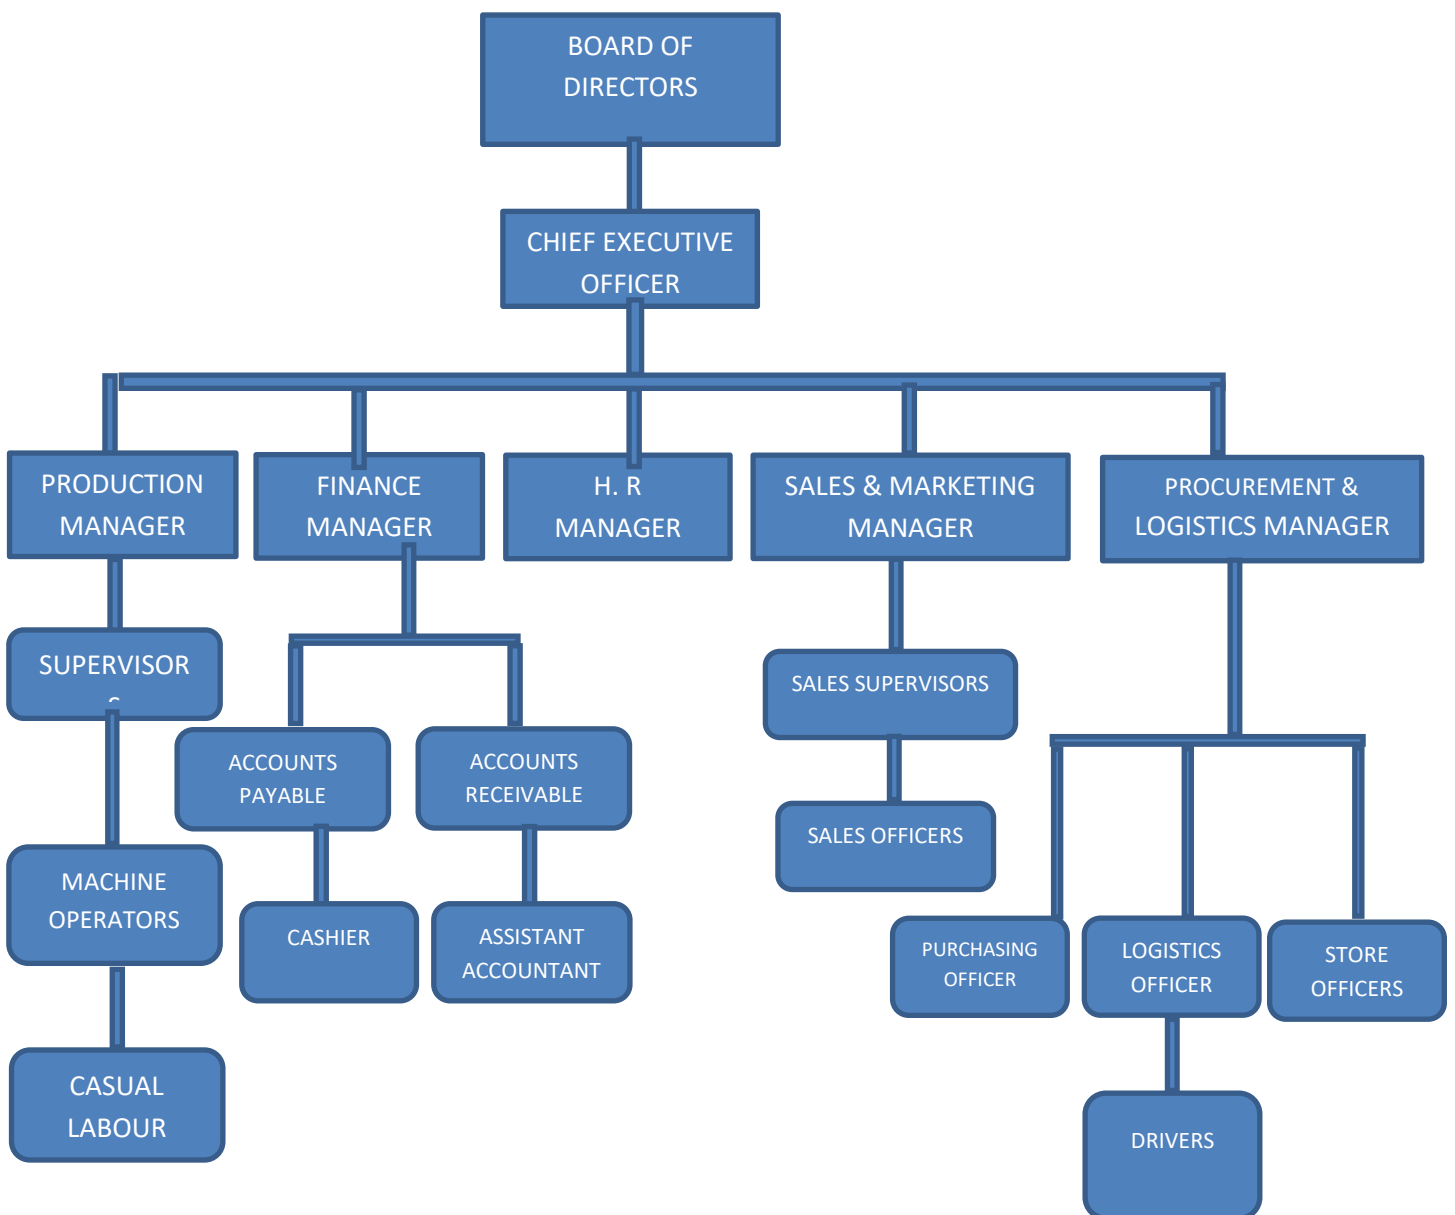 BOARD OF
DIRECTORS
CHIEF EXECUTIVE
OFFICER
PRODUCTION
MANAGER
FINANCE
MANAGER
H. R
MANAGER
SALES & MARKETING
MANAGER
PROCUREMENT &
LOGISTICS MANAGER
SUPERVISOR
S
SALES SUPERVISORS
ACCOUNTS
PAYABLE
ACCOUNTS
RECEIVABLE
SALES OFFICERS
MACHINE
OPERATORS
CASHIER
ASSISTANT
ACCOUNTANT
PURCHASING
OFFICER
LOGISTICS
OFFICER
STORE
OFFICERS
CASUAL
LABOUR
DRIVERS